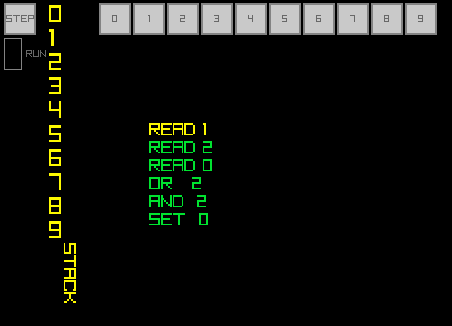 STEP
0 1 2 3 4 5 6 7 8 9
RUN
0
1
2
3
4
5
6
7
8
9
STACK
READ 1
READ 2
READ 0
OR 2
AND 2
SET 0